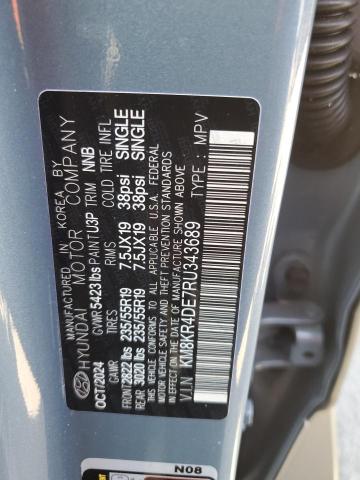 MANUFACTURED IN KOREA BY
HYUNDAI MOTOR COMPANY
OCT/2024 GVWR 5423 lbs PAINT U3P TRIM NNB
GAWR TIRES RIMS COLD TIRE INFL
FRONT 2822 lbs 235/55R19 7.5JX19 38psi SINGLE
REAR 3020 lbs 235/55R19 7.5JX19 38psi SINGLE
THIS VEHICLE CONFORMS TO ALL APPLICABLE U.S.A. FEDERAL
MOTOR VEHICLE SAFETY, BUMPER, AND THEFT PREVENTION STANDARDS
IN EFFECT ON THE DATE OF MANUFACTURE SHOWN ABOVE
VIN: KM8KR4DE7RU343689 TYPE: MPV
N08